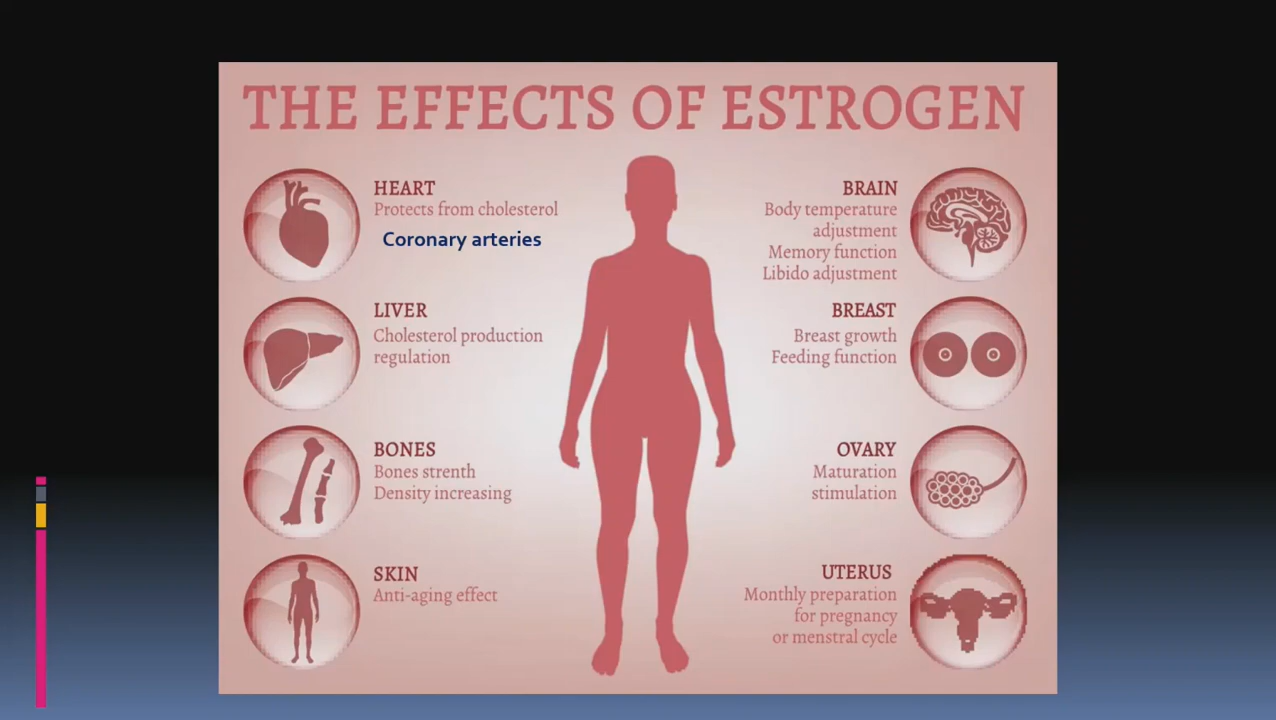 THE EFFECTS OF ESTROGEN
HEART
Protects from cholesterol
Coronary arteries
LIVER
Cholesterol production
regulation
BONES
Bones strenth
Density increasing
SKIN
Anti-aging effect
BRAIN
Body temperature
adjustment
Memory function
Libido adjustment
BREAST
Breast growth
Feeding function
OVARY
Maturation
stimulation
UTERUS
Monthly preparation
for pregnancy
or menstral cycle